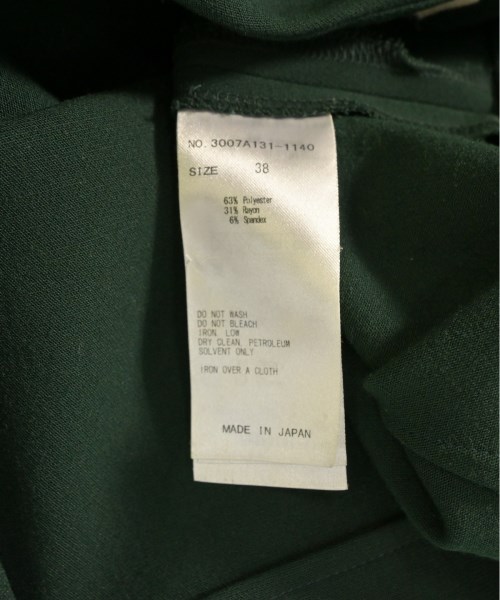 NO. 3007A131-1140
SIZE 38
63% Polyester
31% Rayon
6% Spandex
DO NOT WASH
DO NOT BLEACH
IRON LOW
DRY CLEAN PETROLEUM
SOLVENT ONLY
IRON OVER A CLOTH
MADE IN JAPAN